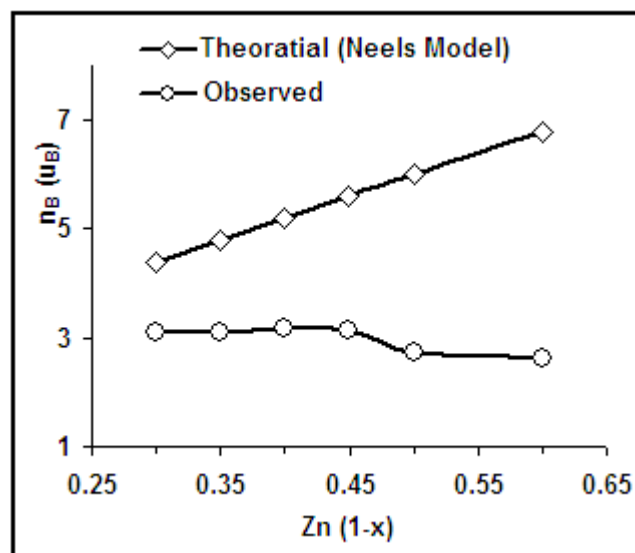 Theoratial (Neels Model)
Observed
7
5
3
1
n_B (u_B)
0.25 0.35 0.45 0.55 0.65
Zn (1-x)